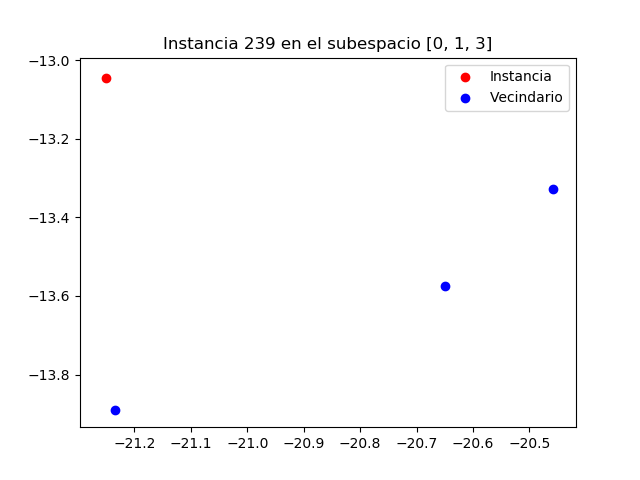 Instancia 239 en el subespacio [0, 1, 3]
Instancia
Vecindario
−13.0
−13.2
−13.4
−13.6
−13.8
−21.2 −21.1 −21.0 −20.9 −20.8 −20.7 −20.6 −20.5